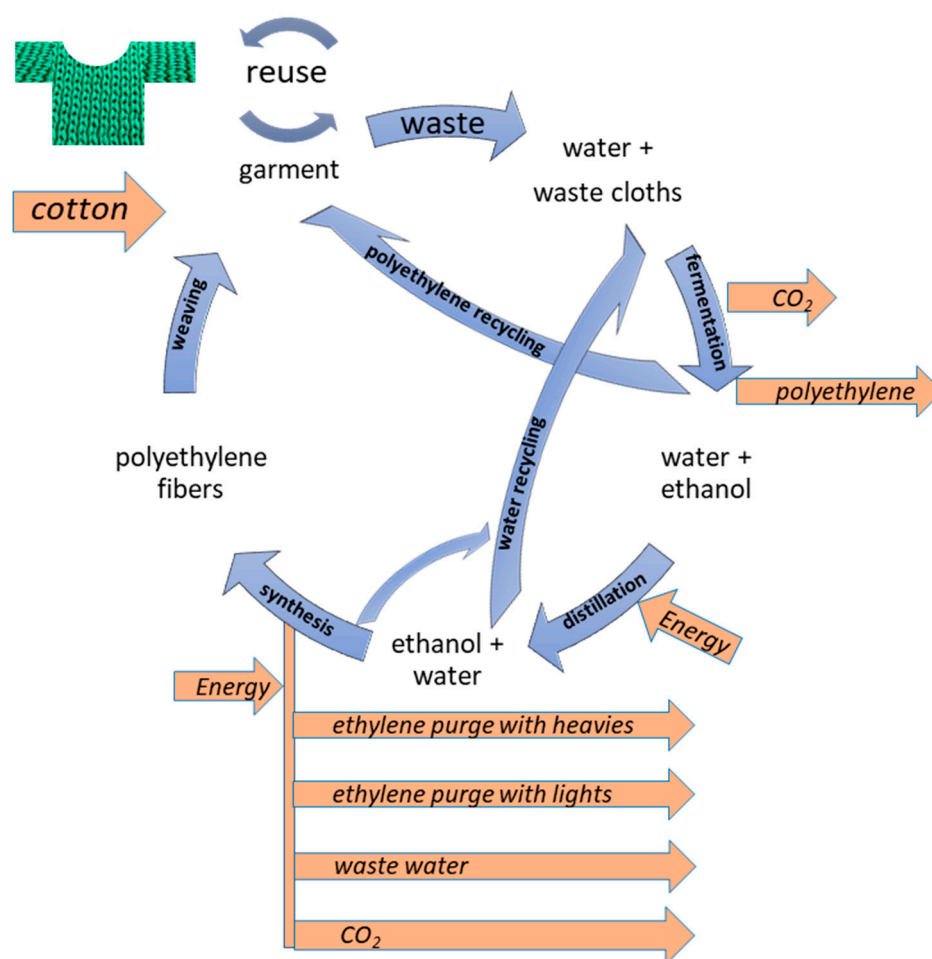 reuse
garment
waste
water +
waste cloths
cotton
weaving
polyethylene recycling
fermentation
CO2
polyethylene
polyethylene
fibers
water recycling
water +
ethanol
synthesis
distillation
Energy
ethanol +
water
Energy
ethylene purge with heavies
ethylene purge with lights
waste water
CO2